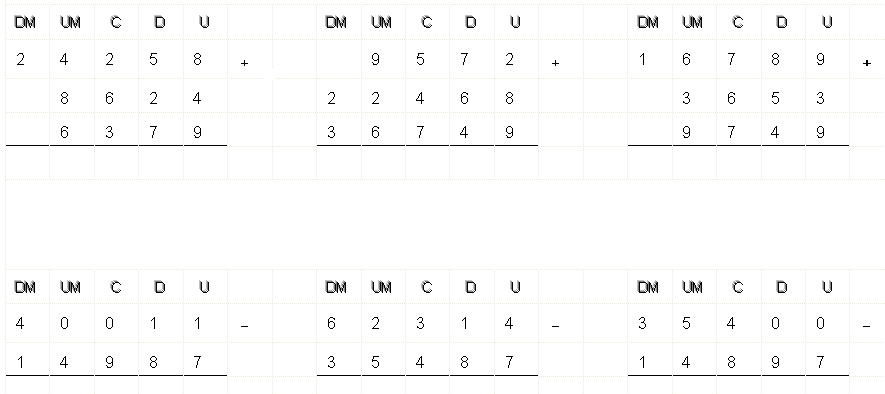 DM UM C D U DM UM C D U DM UM C D U
2 4 2 5 8 + 9 5 7 2 + 1 6 7 8 9 +
8 6 2 4 2 2 4 6 8 3 6 5 3
6 3 7 9 3 6 7 4 9 9 7 4 9
DM UM C D U DM UM C D U DM UM C D U
4 0 0 1 1 – 6 2 3 1 4 – 3 5 4 0 0 –
1 4 9 8 7 3 5 4 8 7 1 4 8 9 7